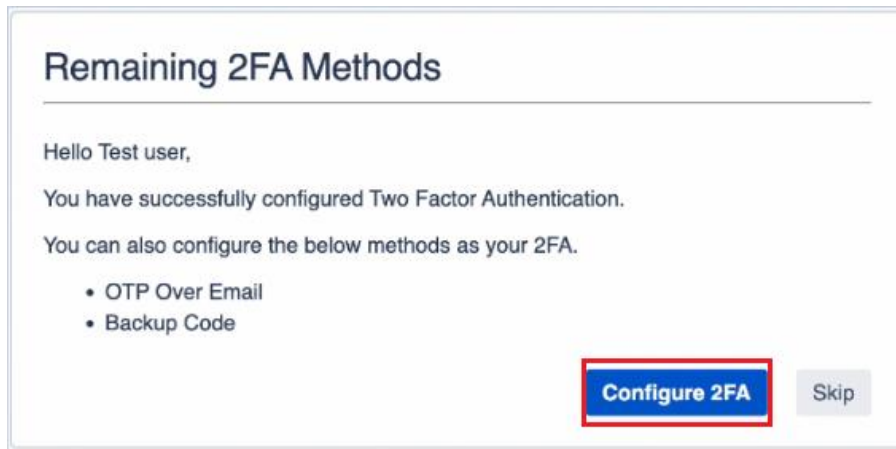 Remaining 2FA Methods
Hello Test user,
You have successfully configured Two Factor Authentication.
You can also configure the below methods as your 2FA.
• OTP Over Email
• Backup Code
Configure 2FA
Skip